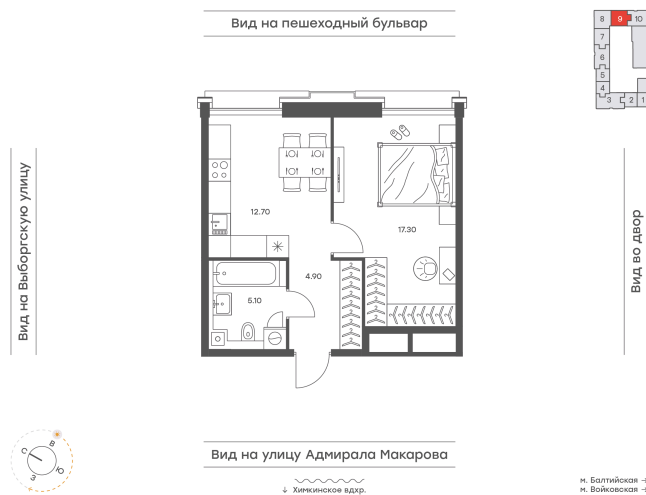 Вид на пешеходный бульвар
8 9 10
7
6
5
4
3 2 1
Вид на Выборгскую улицу
Вид во двор
12.70
17.30
4.90
5.10
Вид на улицу Адмирала Макарова
С В
З Ю
↓ Химкинское вдхр.
м. Балтийская
м. Войковская